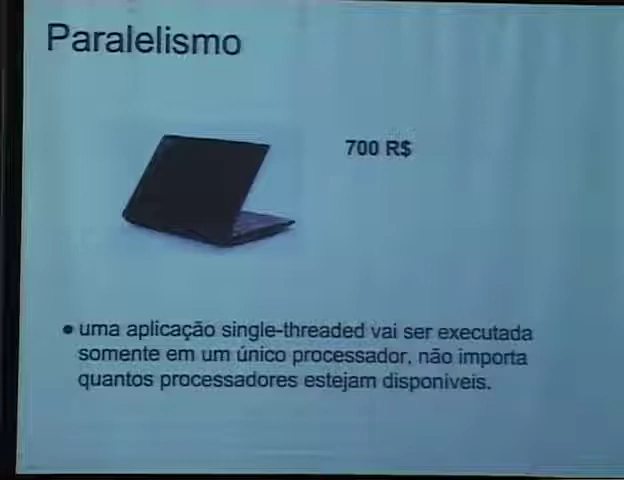 Paralelismo
700 R$
• uma aplicação single-threaded vai ser executada
somente em um único processador, não importa
quantos processadores estejam disponiveis.